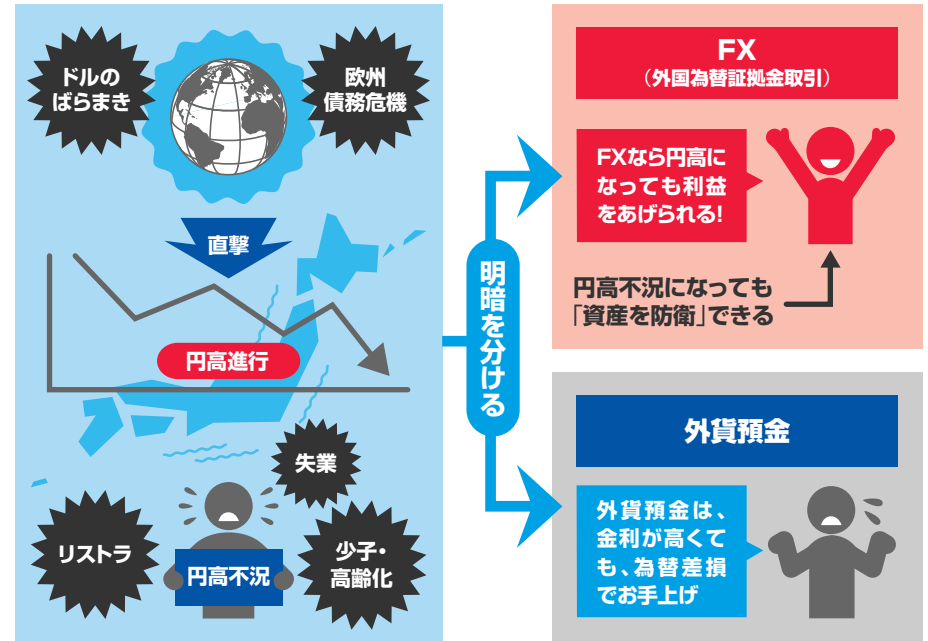 ドルの
ばらまき
欧州
債務危機
直撃
円高進行
失業
リストラ
円高不況
少子・
高齢化
明暗を分ける
FX
（外国為替証拠金取引）
FXなら円高に
なっても利益
をあげられる!
円高不況になっても
「資産を防衛」できる
外貨預金
外貨預金は、
金利が高くて
も、為替差損
でお手上げ